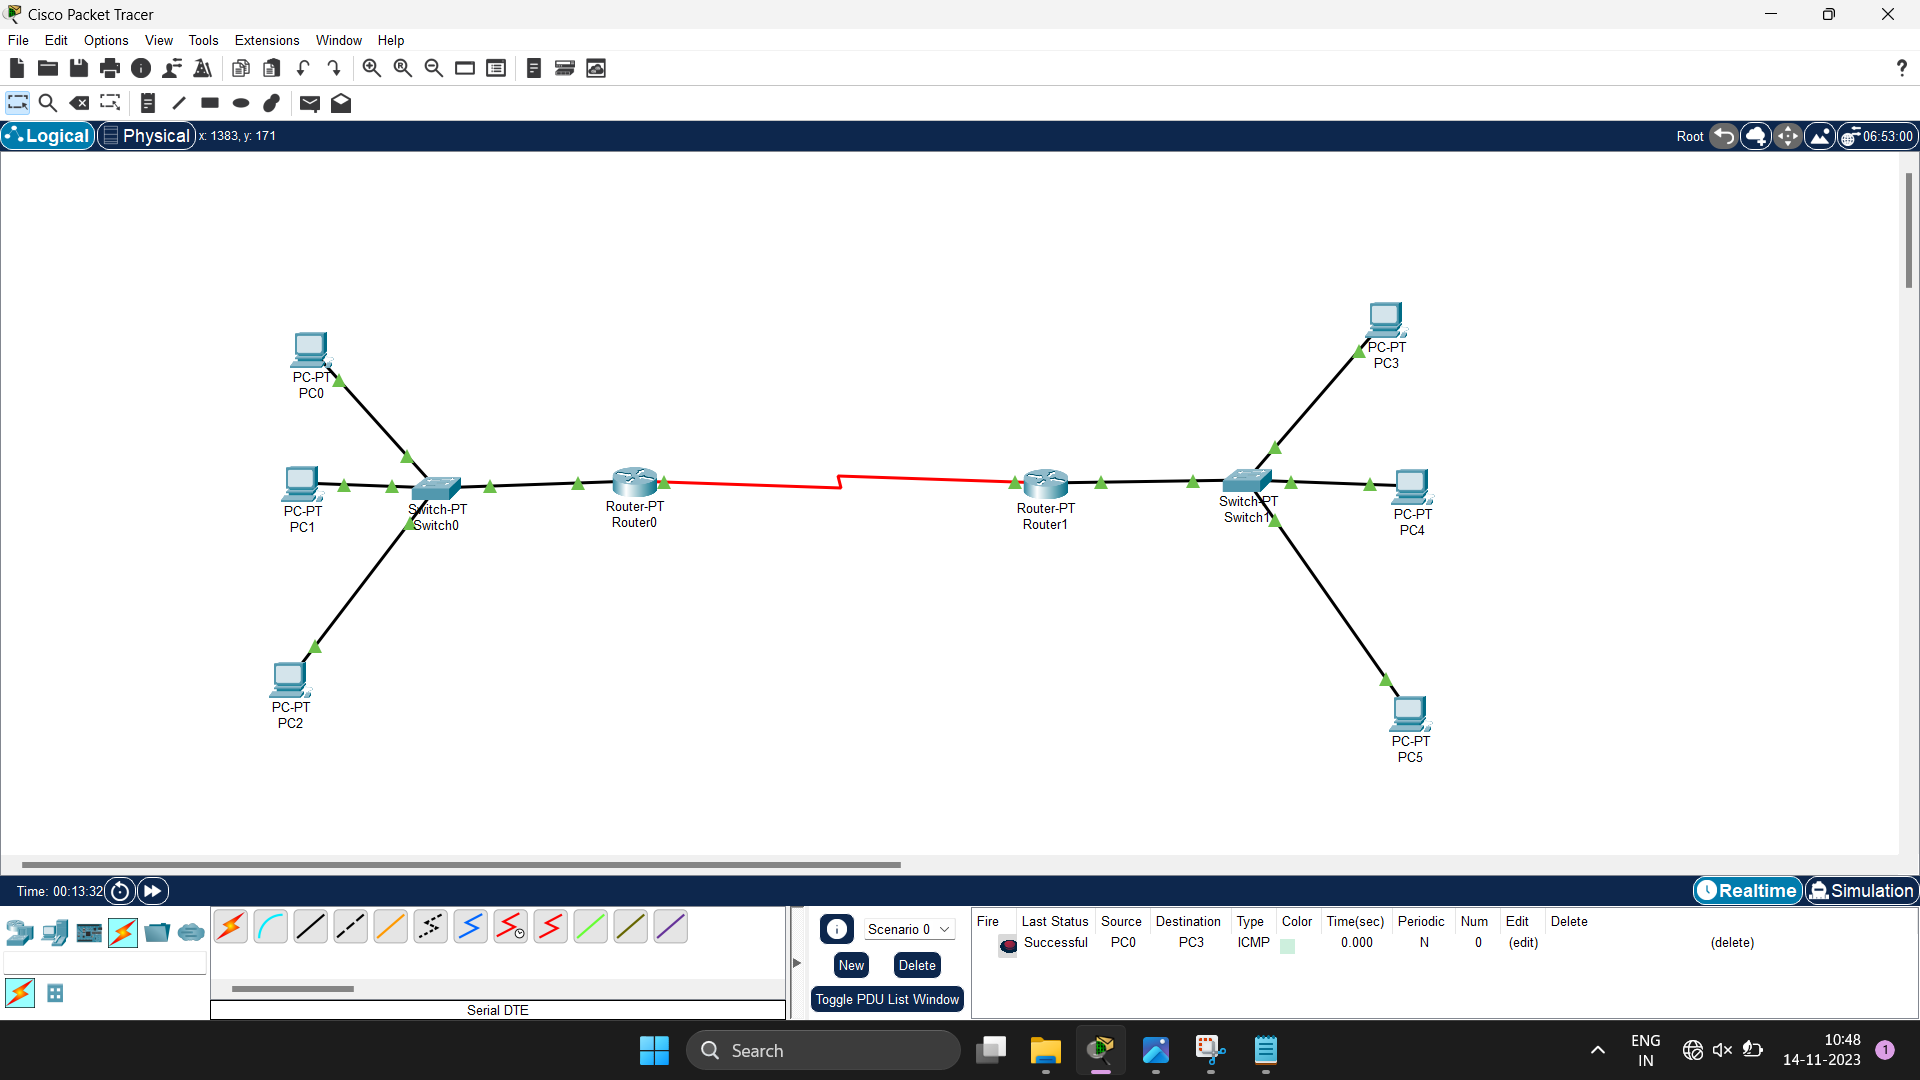 Cisco Packet Tracer
File Edit Options View Tools Extensions Window Help
?
Logical Physical x: 1383, y: 171 Root 06:53:00
PC-PT
PC3
PC-PT
PC0
PC-PT
PC1
Switch-PT
Switch0
Router-PT
Router0
Router-PT
Router1
Switch-PT
Switch1
PC-PT
PC4
PC-PT
PC2
PC-PT
PC5
Time: 00:13:32 Realtime Simulation
Scenario 0
New Delete
Toggle PDU List Window
Fire Last Status Source Destination Type Color Time(sec) Periodic Num Edit Delete
Successful PC0 PC3 ICMP 0.000 N 0 (edit) (delete)
Serial DTE
Search
ENG
IN
10:48
14-11-2023
1